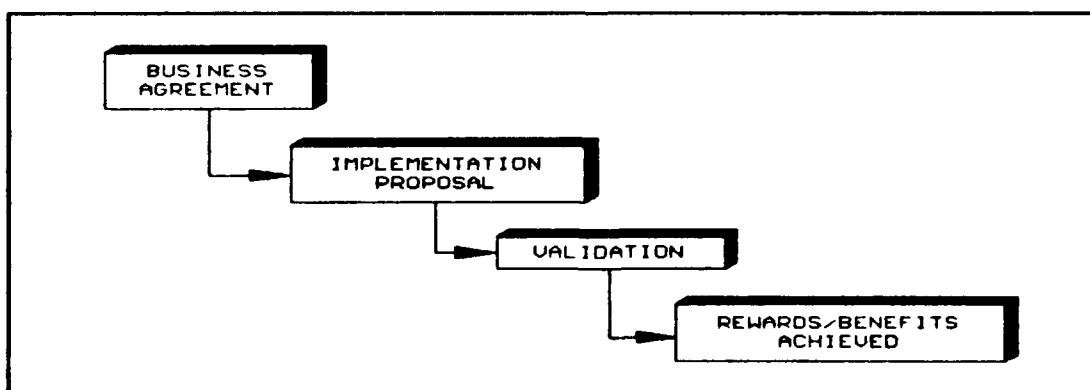 BUSINESS
AGREEMENT
IMPLEMENTATION
PROPOSAL
VALIDATION
REWARDS/BENEFITS
ACHIEVED